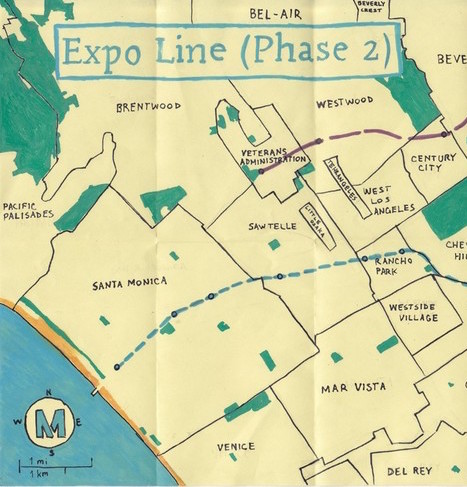 BEVERLY
CREST
BEL-AIR
Expo Line (Phase 2)
BEVE
BRENTWOOD
WESTWOOD
VETERANS
ADMINISTRATION
CENTURY
CITY
TEHRANGELES
WEST
LOS
ANGELES
PACIFIC
PALISADES
LITTLE
OSAKA
SAWTELLE
CHEV
HIL
RANCHO
PARK
SANTA MONICA
WESTSIDE
VILLAGE
MAR VISTA
N
W M E
S
VENICE
1 mi
1 km
DEL REY